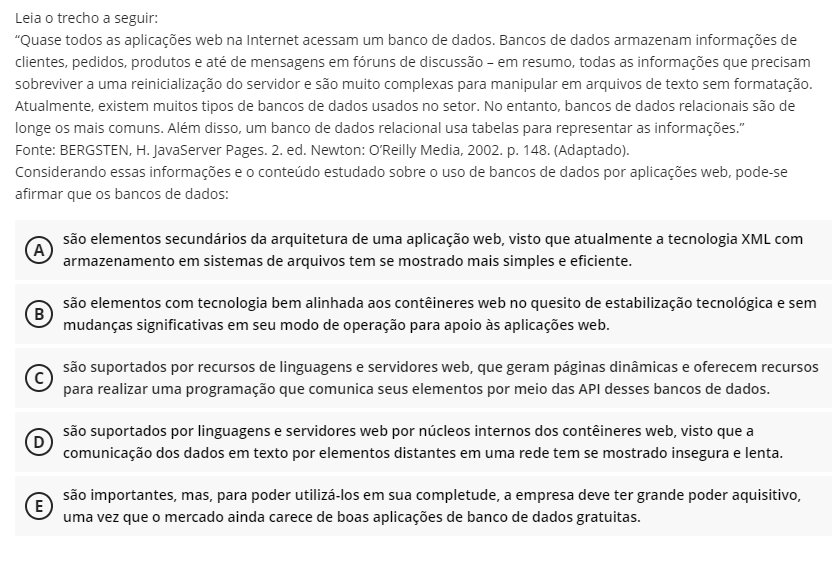 Leia o trecho a seguir:
“Quase todos as aplicações web na Internet acessam um banco de dados. Bancos de dados armazenam informações de
clientes, pedidos, produtos e até de mensagens em fóruns de discussão – em resumo, todas as informações que precisam
sobreviver a uma reinicialização do servidor e são muito complexas para manipular em arquivos de texto sem formatação.
Atualmente, existem muitos tipos de bancos de dados usados no setor. No entanto, bancos de dados relacionais são de
longe os mais comuns. Além disso, um banco de dados relacional usa tabelas para representar as informações.”
Fonte: BERGSTEN, H. JavaServer Pages. 2. ed. Newton: O’Reilly Media, 2002. p. 148. (Adaptado).
Considerando essas informações e o conteúdo estudado sobre o uso de bancos de dados por aplicações web, pode-se
afirmar que os bancos de dados:
A são elementos secundários da arquitetura de uma aplicação web, visto que atualmente a tecnologia XML com
armazenamento em sistemas de arquivos tem se mostrado mais simples e eficiente.
B são elementos com tecnologia bem alinhada aos contêineres web no quesito de estabilização tecnológica e sem
mudanças significativas em seu modo de operação para apoio às aplicações web.
C são suportados por recursos de linguagens e servidores web, que geram páginas dinâmicas e oferecem recursos
para realizar uma programação que comunica seus elementos por meio das API desses bancos de dados.
D são suportados por linguagens e servidores web por núcleos internos dos contêineres web, visto que a
comunicação dos dados em texto por elementos distantes em uma rede tem se mostrado insegura e lenta.
E são importantes, mas, para poder utilizá-los em sua completude, a empresa deve ter grande poder aquisitivo,
uma vez que o mercado ainda carece de boas aplicações de banco de dados gratuitas.